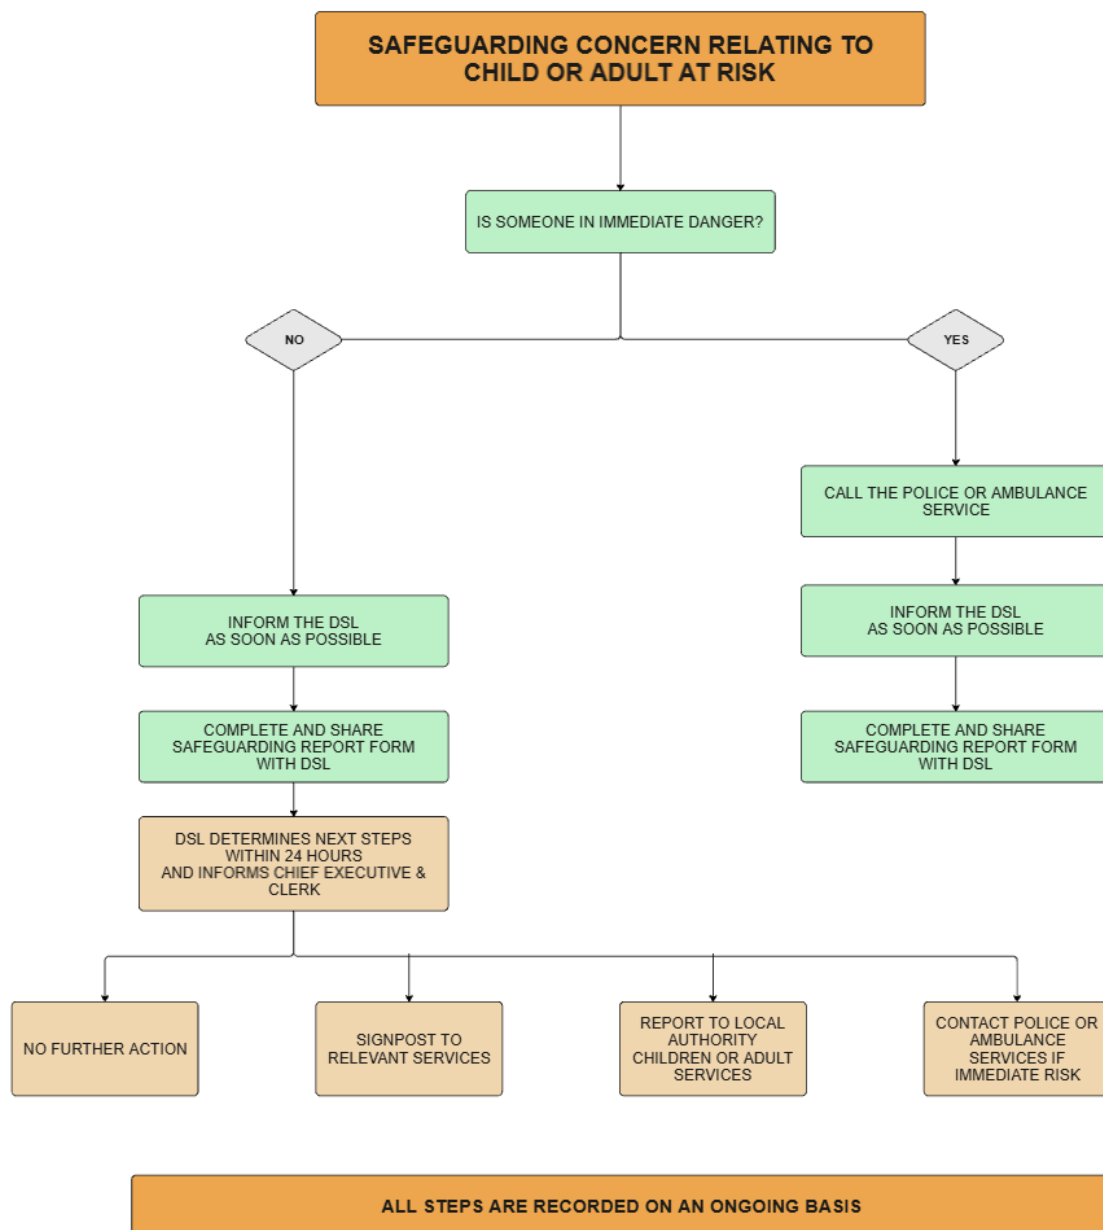 SAFEGUARDING CONCERN RELATING TO
CHILD OR ADULT AT RISK
IS SOMEONE IN IMMEDIATE DANGER?
NO
YES
CALL THE POLICE OR AMBULANCE
SERVICE
INFORM THE DSL
AS SOON AS POSSIBLE
INFORM THE DSL
AS SOON AS POSSIBLE
COMPLETE AND SHARE
SAFEGUARDING REPORT FORM
WITH DSL
COMPLETE AND SHARE
SAFEGUARDING REPORT FORM
WITH DSL
DSL DETERMINES NEXT STEPS
WITHIN 24 HOURS
AND INFORMS CHIEF EXECUTIVE &
CLERK
NO FURTHER ACTION
SIGNPOST TO
RELEVANT SERVICES
REPORT TO LOCAL
AUTHORITY
CHILDREN OR ADULT
SERVICES
CONTACT POLICE OR
AMBULANCE
SERVICES IF
IMMEDIATE RISK
ALL STEPS ARE RECORDED ON AN ONGOING BASIS